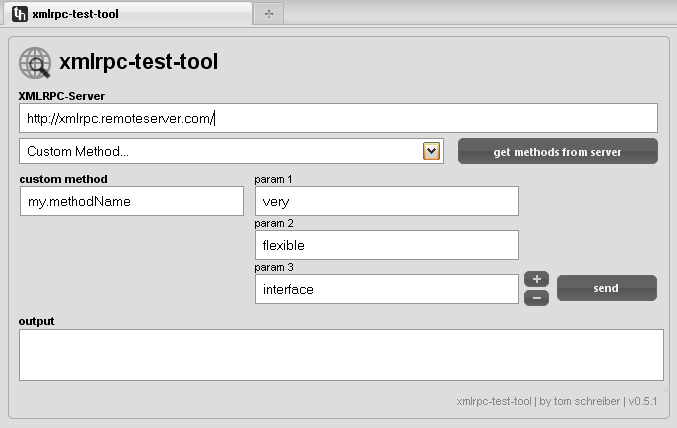 th xmlrpc-test-tool
xmlrpc-test-tool
XMLRPC-Server
http://xmlrpc.remoteserver.com/
Custom Method... get methods from server
custom method param 1
my.methodName very
param 2
flexible
param 3
interface + send
−
output
xmlrpc-test-tool | by tom schreiber | v0.5.1